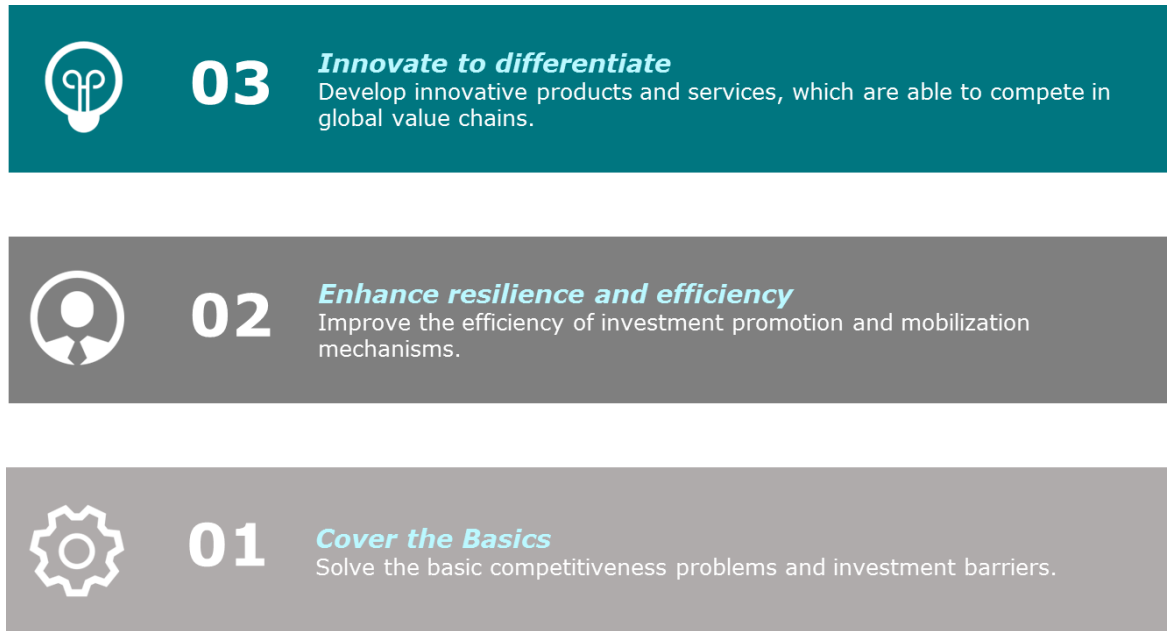 03
Innovate to differentiate
Develop innovative products and services, which are able to compete in
global value chains.
02
Enhance resilience and efficiency
Improve the efficiency of investment promotion and mobilization
mechanisms.
01
Cover the Basics
Solve the basic competitiveness problems and investment barriers.